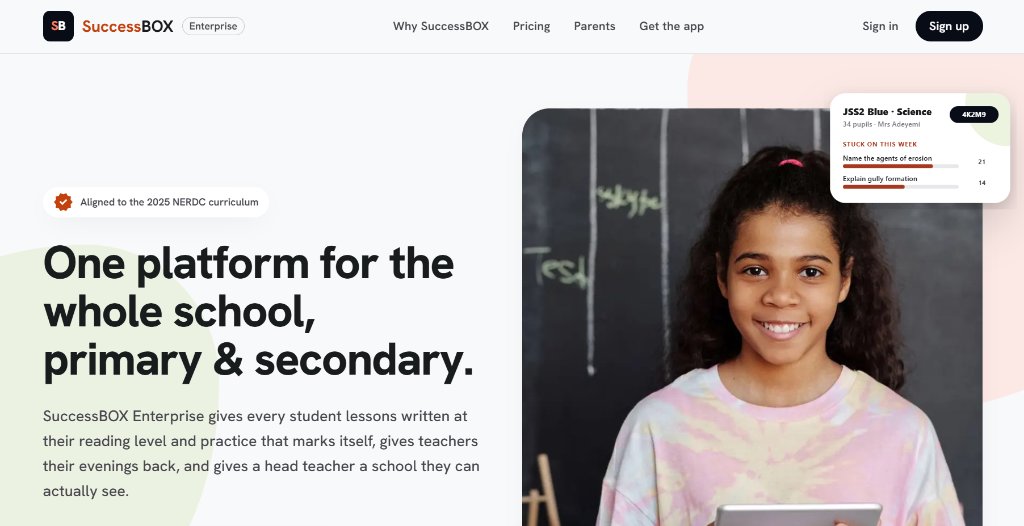 SB SuccessBOX Enterprise
Why SuccessBOX Pricing Parents Get the app
Sign in Sign up
Aligned to the 2025 NERDC curriculum
One platform for the
whole school,
primary & secondary.
SuccessBOX Enterprise gives every student lessons written at
their reading level and practice that marks itself, gives teachers
their evenings back, and gives a head teacher a school they can
actually see.
JSS2 Blue · Science 4K2M9
34 pupils · Mrs Adeyemi
STUCK ON THIS WEEK
Name the agents of erosion 21
Explain gully formation 14
Test